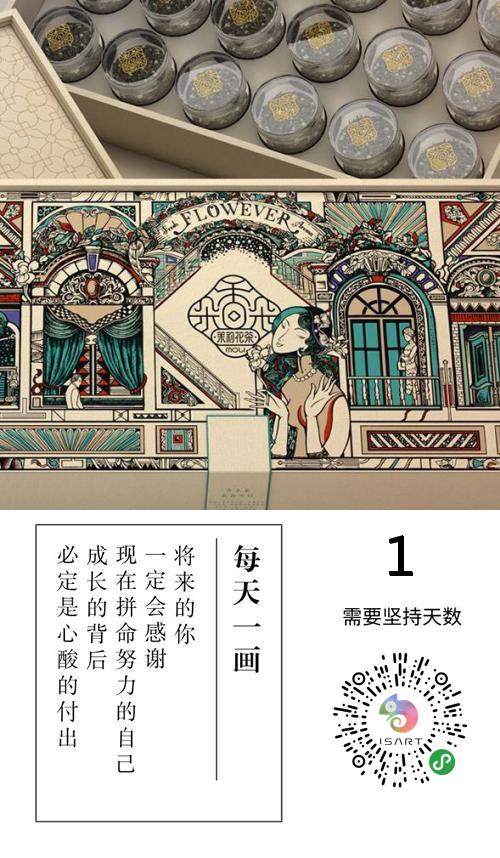 FLOWEVER
茉莉花茶
MOLI
每天一画
将来的你
一定会感谢
现在拼命努力的自己
成长的背后
必定是心酸的付出
1
需要坚持天数
ISART